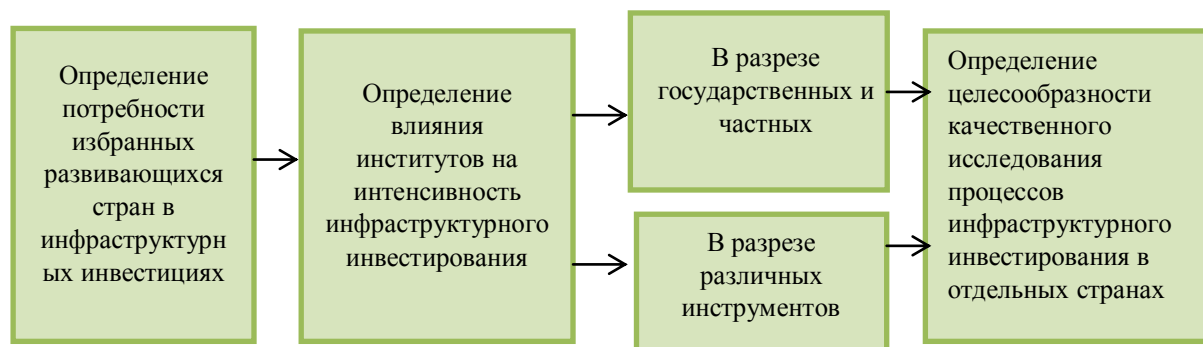 Определение
потребности
избранных
развивающихся
стран в
инфраструктурн
ых инвестициях
Определение
влияния
институтов на
интенсивность
инфраструктурного
инвестирования
В разрезе
государственных и
частных
В разрезе
различных
инструментов
Определение
целесообразности
качественного
исследования
процессов
инфраструктурного
инвестирования в
отдельных странах